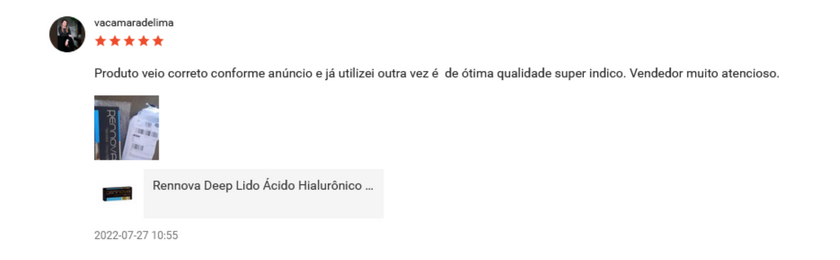 vacamaradelima
Produto veio correto conforme anúncio e já utilizei outra vez é  de ótima qualidade super indico. Vendedor muito atencioso.
RENNOVA
Rennova Deep Lido Ácido Hialurônico ...
2022-07-27 10:55